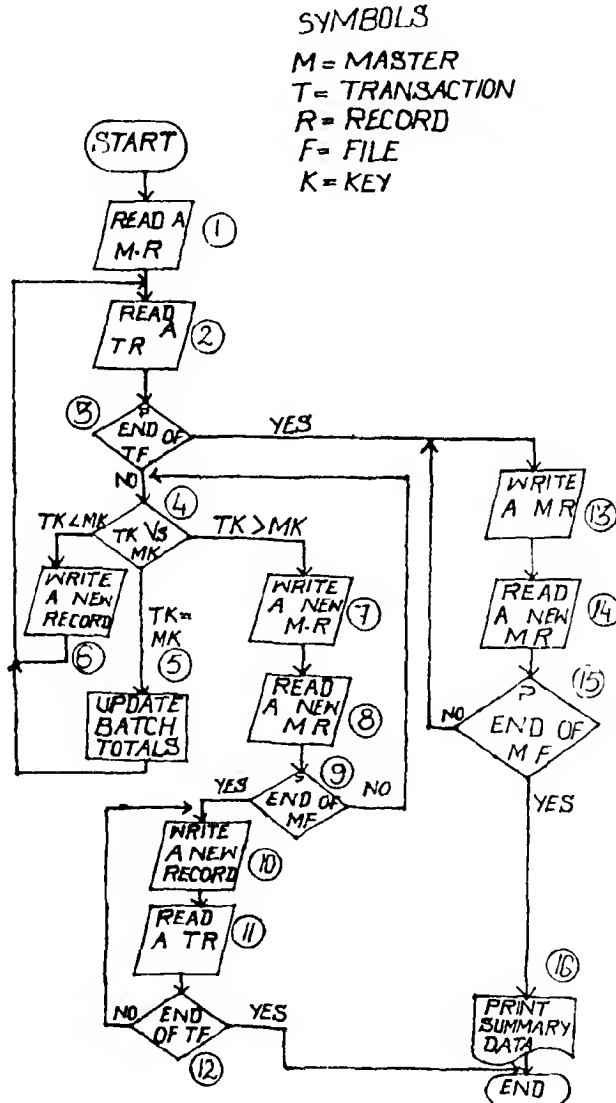 SYMBOLS
M = MASTER
T = TRANSACTION
R = RECORD
F = FILE
K = KEY
START
READ A
M·R
1
READ
A
TR
2
3
?
END OF
TF
YES
NO
4
TK VS
MK
TK<MK
TK>MK
TK=
MK
WRITE
A NEW
RECORD
6
5
UPDATE
BATCH
TOTALS
WRITE
A NEW
M·R
7
READ
A NEW
MR
8
?
END OF
MF
9
YES
NO
WRITE
A NEW
RECORD
10
READ
A TR
11
END
OF TF
12
NO
YES
WRITE
A MR
13
READ
A NEW
MR
14
?
END OF
MF
15
NO
YES
16
PRINT
SUMMARY
DATA
END